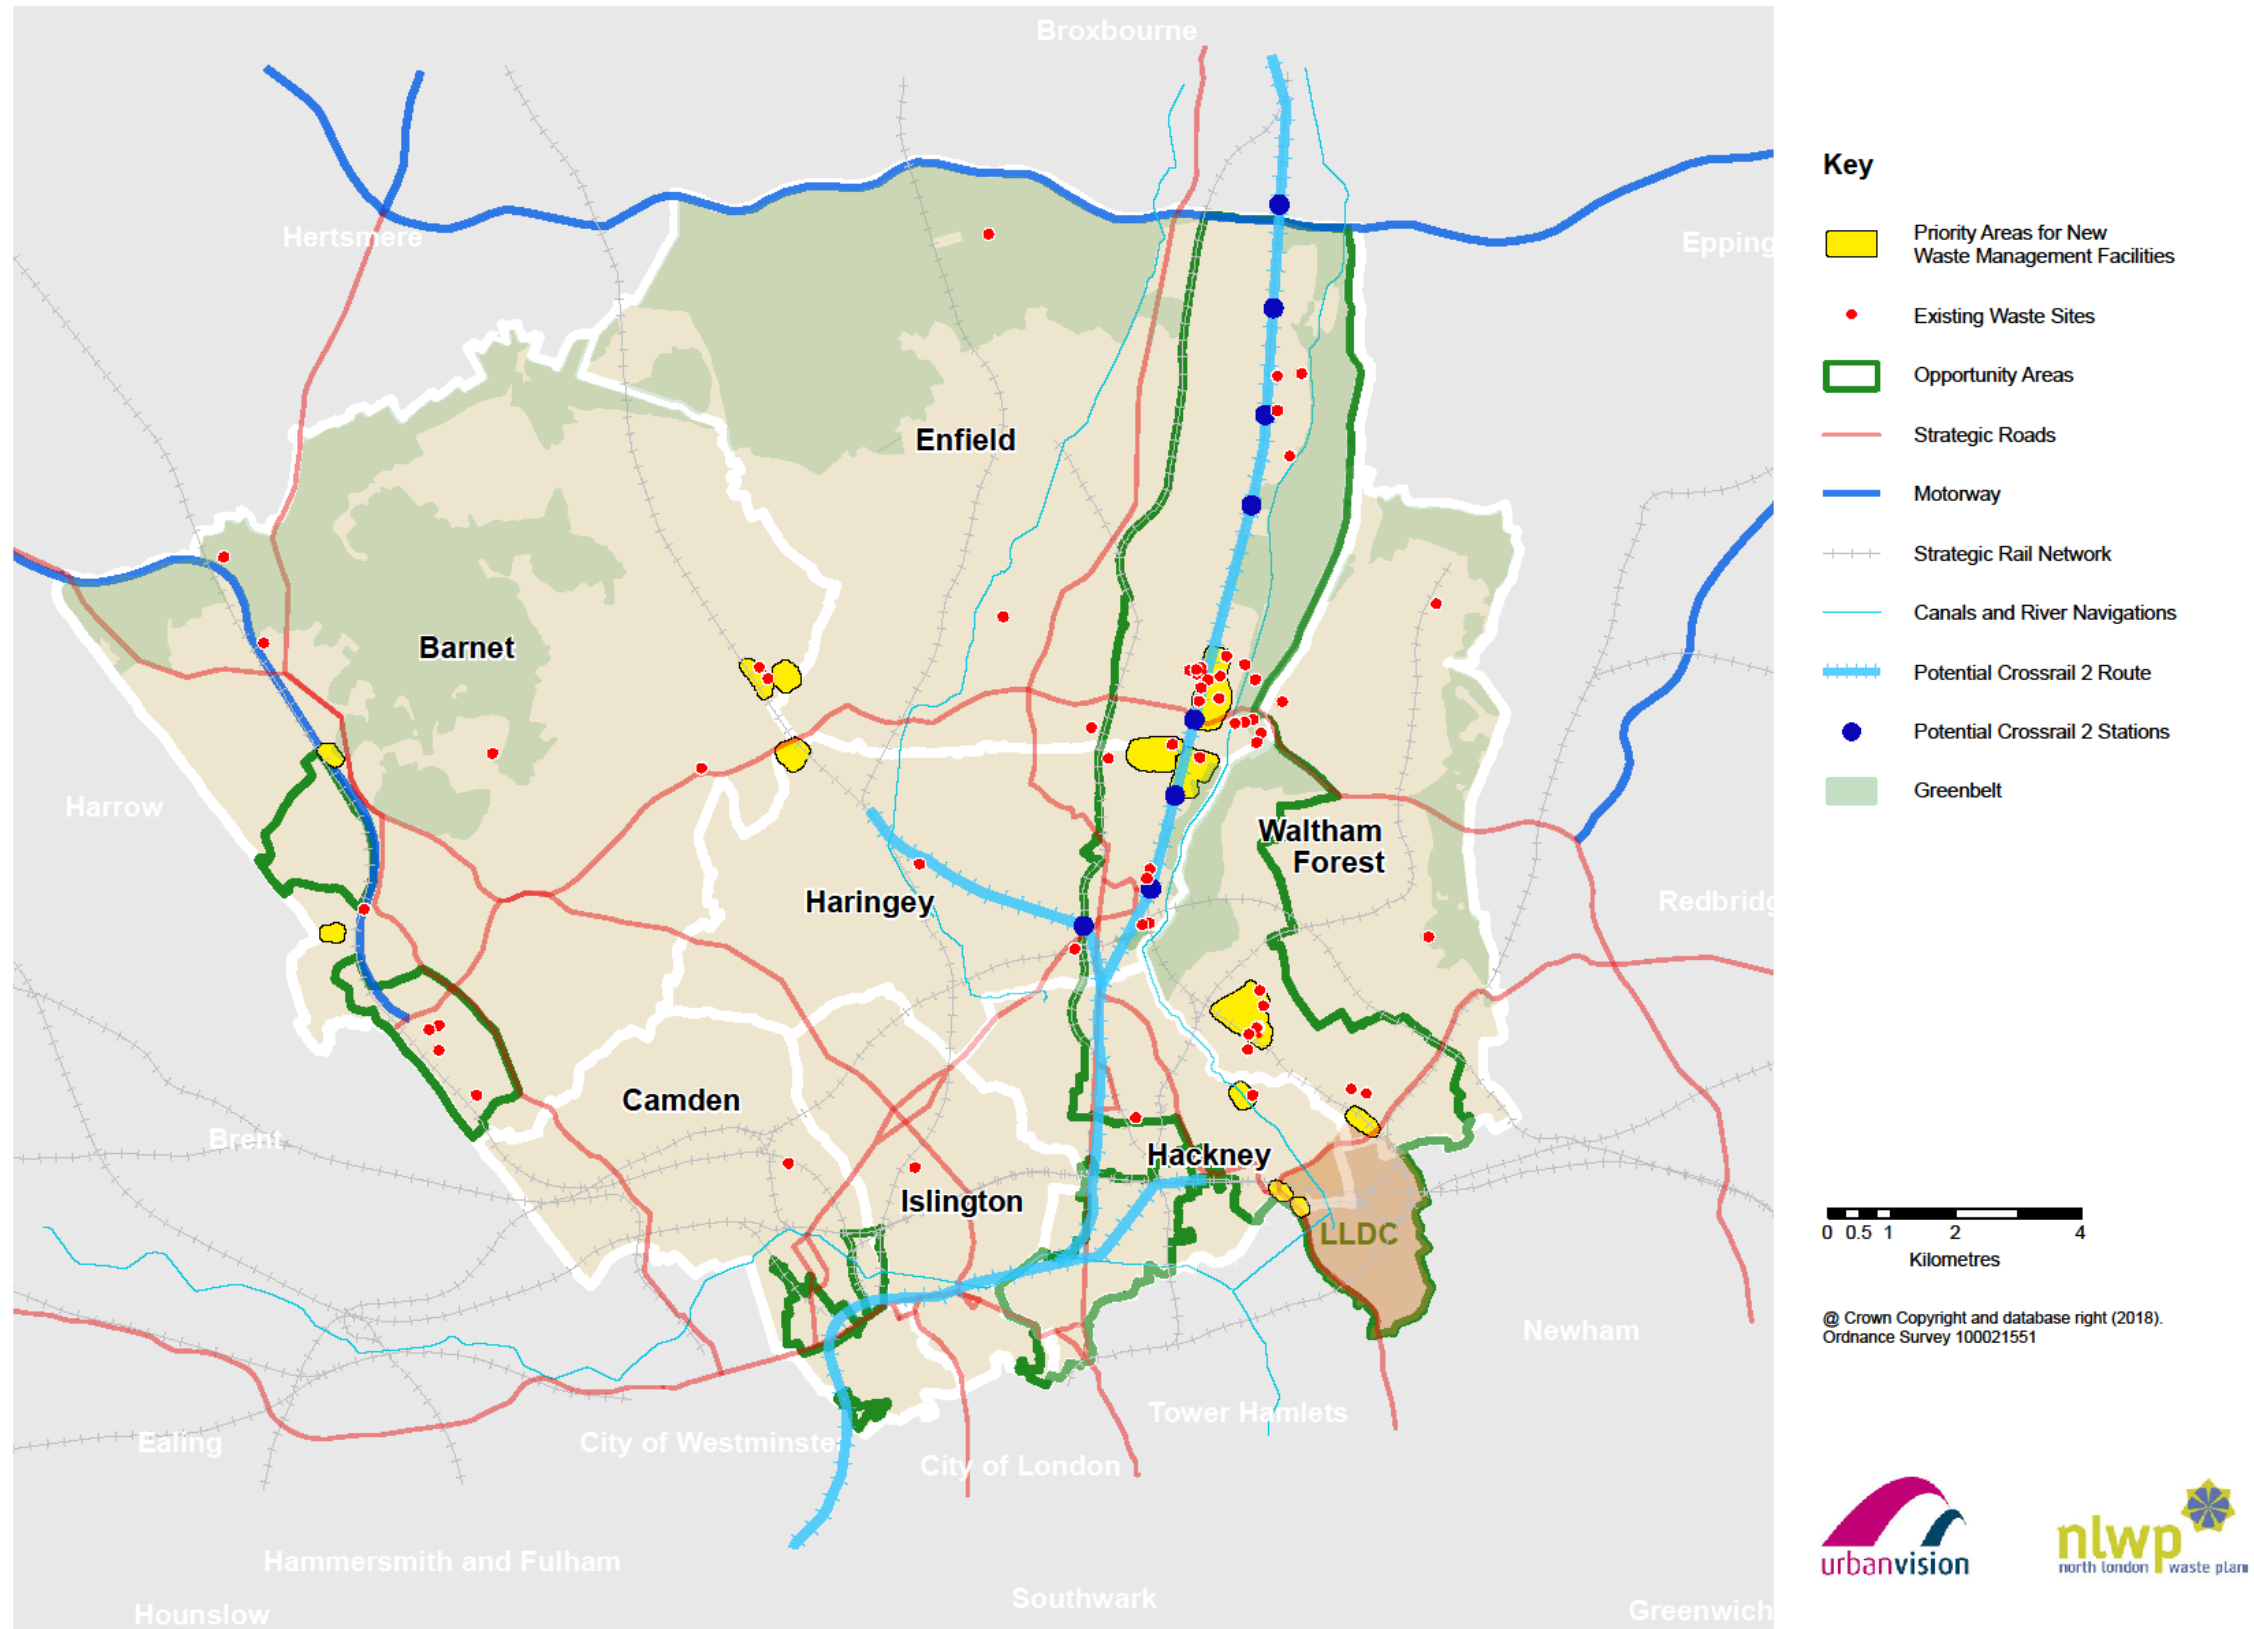 Broxbourne
Hertsmere
Epping
Enfield
Barnet
Harrow
Waltham
Forest
Haringey
Redbridg
Camden
Brent
Hackney
Islington
LLDC
Newham
Tower Hamlets
Ealing
City of Westminste
City of London
Hammersmith and Fulham
Southwark
Hounslow
Greenwich
Key
Priority Areas for New
Waste Management Facilities
Existing Waste Sites
Opportunity Areas
Strategic Roads
Motorway
Strategic Rail Network
Canals and River Navigations
Potential Crossrail 2 Route
Potential Crossrail 2 Stations
Greenbelt
0 0.5 1 2 4
Kilometres
@ Crown Copyright and database right (2018).
Ordnance Survey 100021551
urbanvision
nlwp
north london waste plan